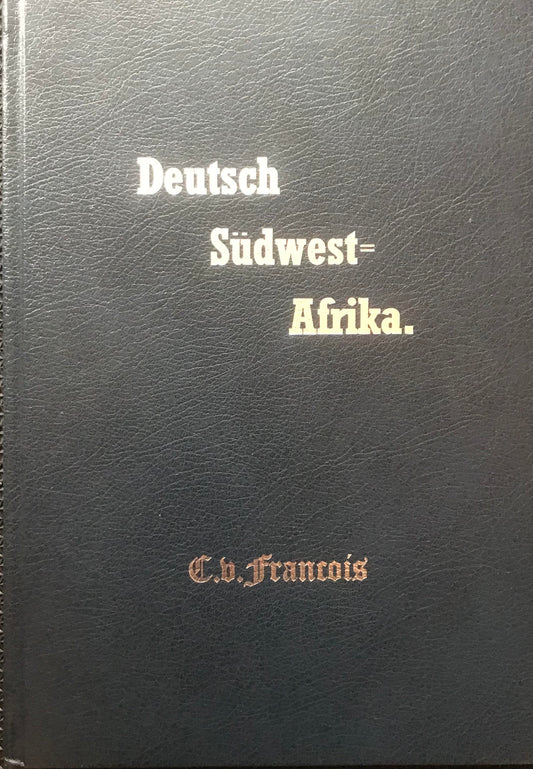 Deutsch
Südwest=
Afrika.
C.v.Francois